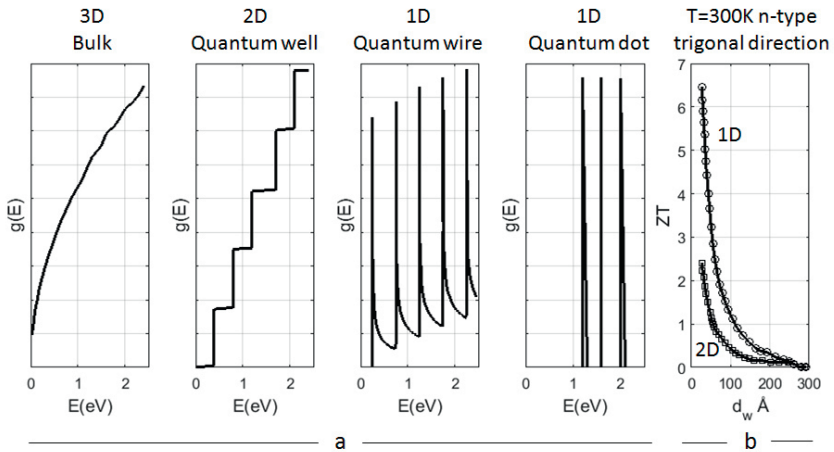 3D
Bulk
2D
Quantum well
1D
Quantum wire
1D
Quantum dot
T=300K n-type
trigonal direction
g(E)
0
1
2
E(eV)
g(E)
0
1
2
E(eV)
g(E)
0
1
2
E(eV)
g(E)
0
1
2
E(eV)
ZT
7
6
5
4
3
2
1
0
1D
2D
0
100
200
300
d_w Å
a
b